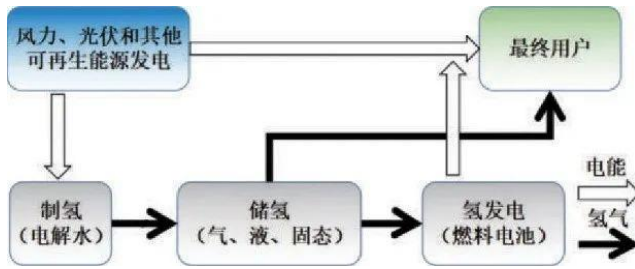 风力、光伏和其他
可再生能源发电
最终用户
电能
氢气
制氢
（电解水）
储氢
（气、液、固态）
氢发电
（燃料电池）